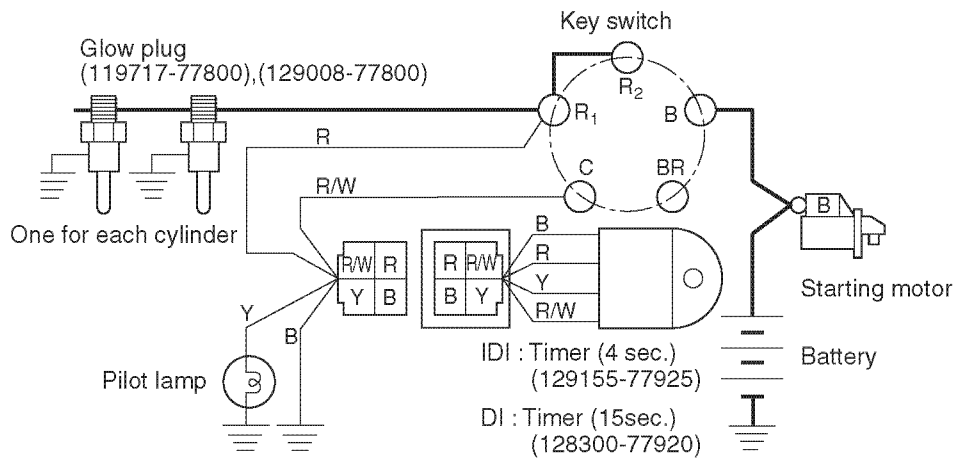 Key switch
Glow plug
(119717-77800),(129008-77800)
R2
R1
B
R
C
BR
R/W
B
One for each cylinder
R/W R
Y B
R R/W
B Y
B
R
Y
R/W
Starting motor
Y
B
IDI : Timer (4 sec.)
(129155-77925)
Battery
Pilot lamp
DI : Timer (15sec.)
(128300-77920)